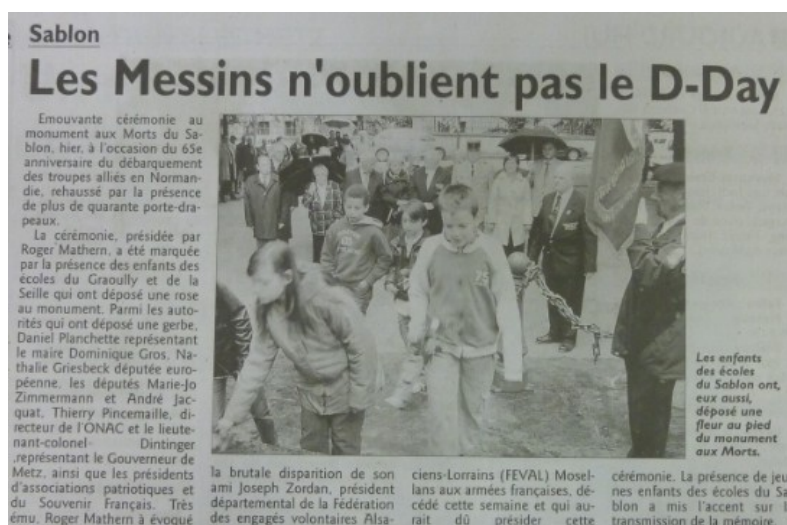 Sablon
Les Messins n'oublient pas le D-Day
Emouvante cérémonie au
monument aux Morts du Sa-
blon, hier, à l'occasion du 65e
anniversaire du débarquement
des troupes alliés en Norman-
die, rehaussé par la présence
de plus de quarante porte-dra-
peaux.
La cérémonie, présidée par
Roger Mathern, a été marquée
par la présence des enfants des
écoles du Graoully et de la
Seille qui ont déposé une rose
au monument. Parmi les auto-
rités qui ont déposé une gerbe,
Daniel Planchette représentant
le maire Dominique Gros, Na-
thalie Griesbeck députée euro-
péenne, les députés Marie-Jo
Zimmermann et André Jac-
quat, Thierry Pincemaille, di-
recteur de l'ONAC et le lieute-
nant-colonel Dintinger
représentant le Gouverneur de
Metz, ainsi que les présidents
d'associations patriotiques et
du Souvenir Français. Très
ému, Roger Mathern a évoqué
la brutale disparition de son
ami Joseph Zordan, président
départemental de la Fédération
des engagés volontaires Alsa-
ciens-Lorrains (FEVAL) Mosel-
lans aux armées françaises, dé-
cédé cette semaine et qui au-
rait dû présider cette
cérémonie. La présence de jeu-
nes enfants des écoles du Sa-
blon a mis l'accent sur
transmission de la mémoire.
Les enfants
des écoles
du Sablon ont,
eux aussi,
déposé une
fleur au pied
du monument
aux Morts.